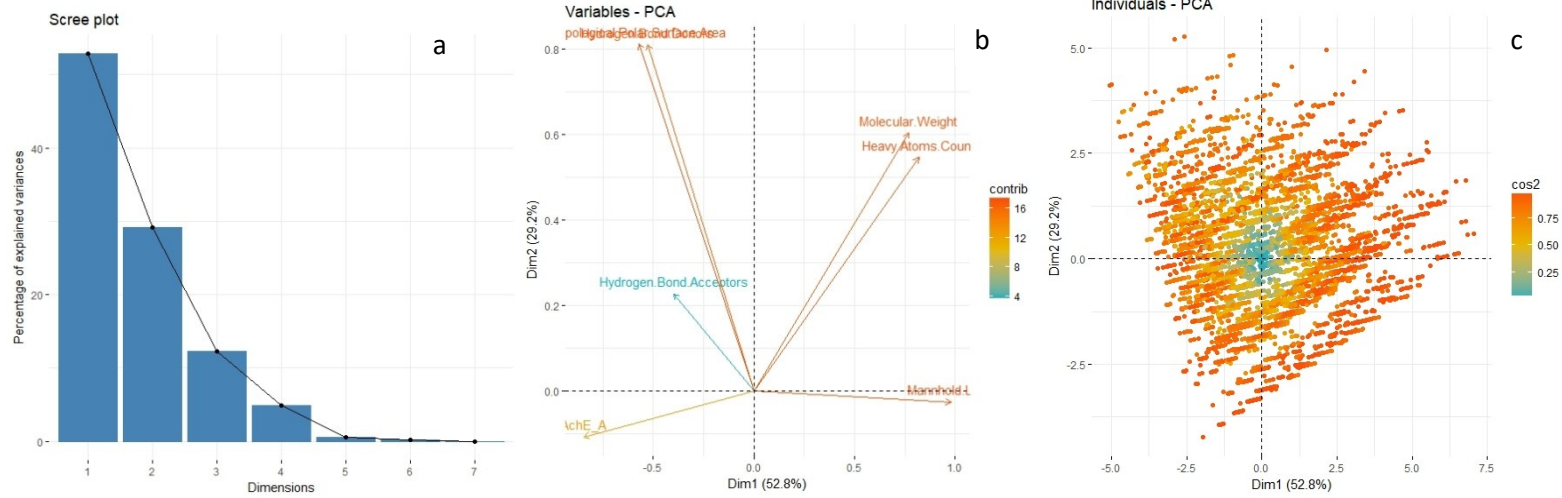 Scree plot
a
Percentage of explained variances
40
20
0
1 2 3 4 5 6 7
Dimensions
Variables - PCA
b
0.8
0.6
0.4
0.2
0.0
Dim2 (29.2%)
Molecular.Weight
Heavy.Atoms.Coun
Hydrogen.Bond.Acceptors
Mannhold.L
AchE_A
-0.5 0.0 0.5 1.0
Dim1 (52.8%)
contrib
16
12
8
4
Individuals - PCA
c
5.0
2.5
0.0
-2.5
Dim2 (29.2%)
-5.0 -2.5 0.0 2.5 5.0 7.5
Dim1 (52.8%)
cos2
0.75
0.50
0.25